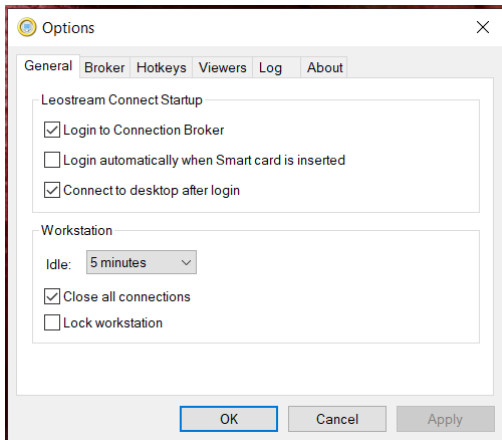 Options
General Broker Hotkeys Viewers Log About
Leostream Connect Startup
Login to Connection Broker
Login automatically when Smart card is inserted
Connect to desktop after login
Workstation
Idle: 5 minutes
Close all connections
Lock workstation
OK Cancel Apply